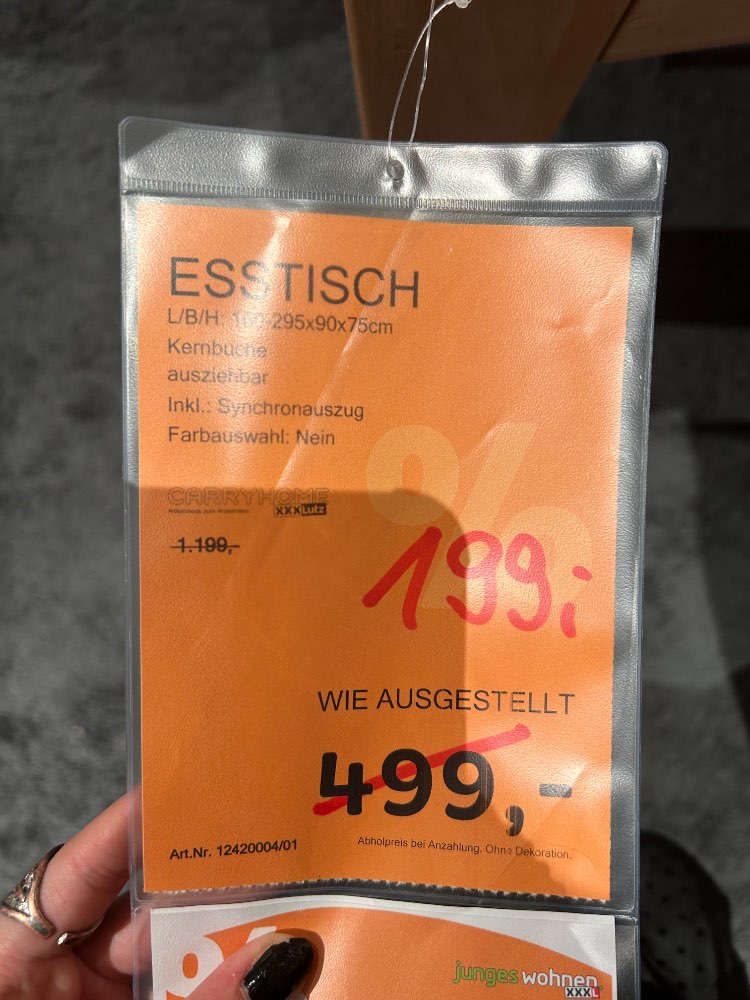 ESSTISCH
L/B/H: 295x90x75cm
Kernbuche
ausziehbar
Inkl.: Synchronauszug
Farbauswahl: Nein
%
CARRYHOME
XXXLutz
1.199,-
199;
WIE AUSGESTELLT
499,-
Art.Nr. 12420004/01
Abholpreis bei Anzahlung. Ohne Dekoration.
%
junges wohnen
XXXL